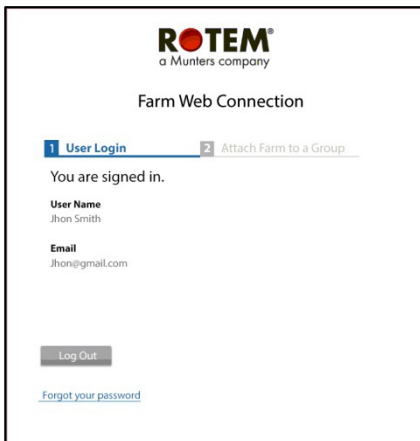 ROTEM®
a Munters company
Farm Web Connection
1 User Login 2 Attach Farm to a Group
You are signed in.
User Name
Jhon Smith
Email
Jhon@gmail.com
Log Out
Forgot your password